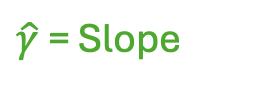 γ̂ = Slope